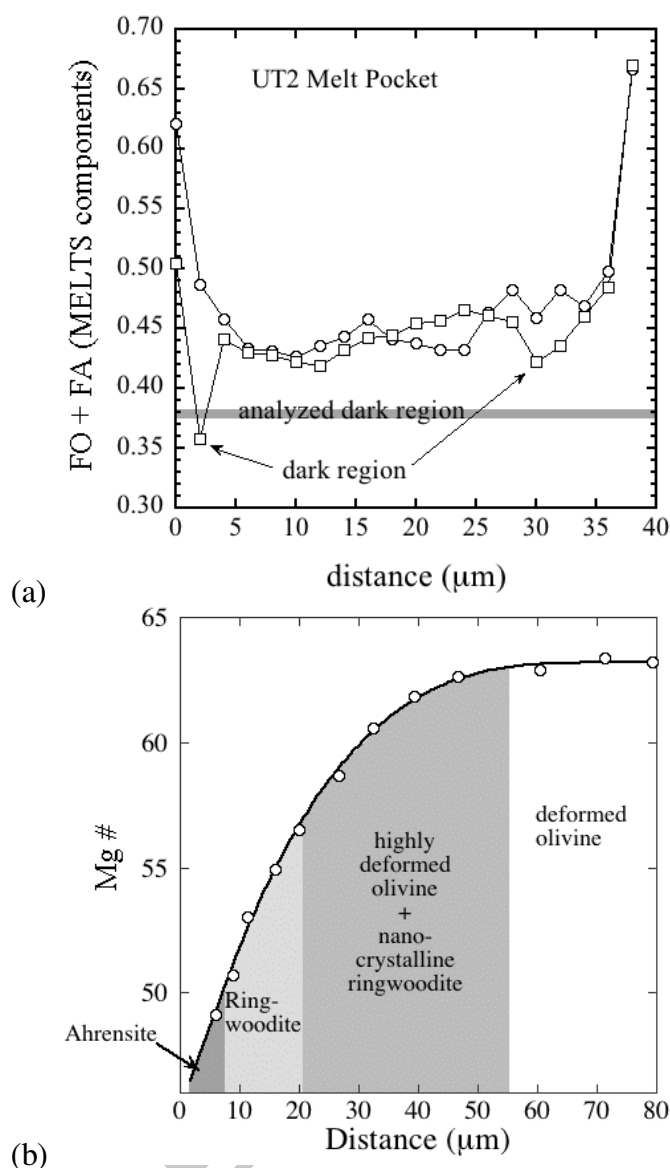 0.70
0.65
0.60
0.55
0.50
0.45
0.40
0.35
0.30
FO + FA (MELTS components)
UT2 Melt Pocket
analyzed dark region
dark region
0 5 10 15 20 25 30 35 40
distance (μm)
(a)
65
60
55
50
Mg #
deformed
olivine
highly
deformed
olivine
+
nano-
crystalline
ringwoodite
Ring-
woodite
Ahrensite
0 10 20 30 40 50 60 70 80
Distance (μm)
(b)